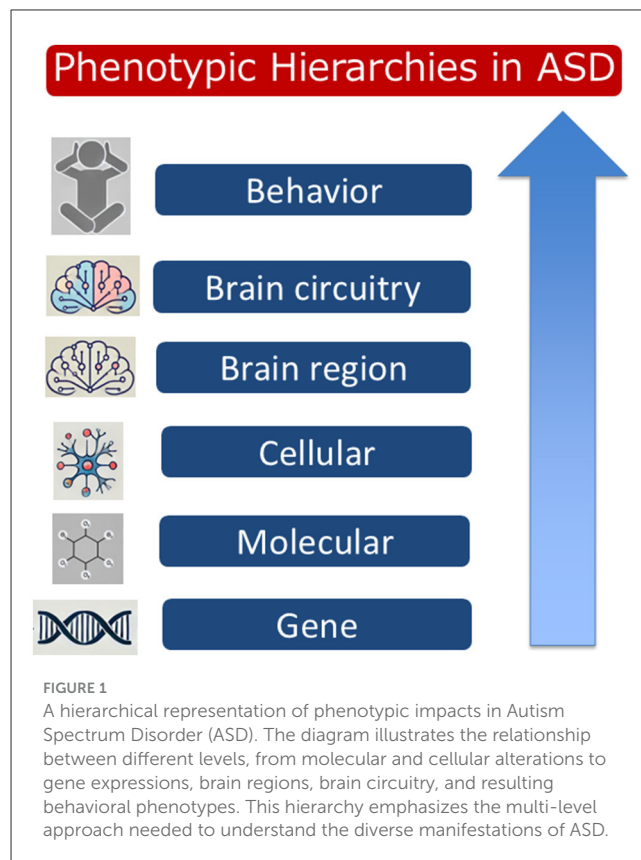 Phenotypic Hierarchies in ASD
Behavior
Brain circuitry
Brain region
Cellular
Molecular
Gene
FIGURE 1
A hierarchical representation of phenotypic impacts in Autism
Spectrum Disorder (ASD). The diagram illustrates the relationship
between different levels, from molecular and cellular alterations to
gene expressions, brain regions, brain circuitry, and resulting
behavioral phenotypes. This hierarchy emphasizes the multi-level
approach needed to understand the diverse manifestations of ASD.